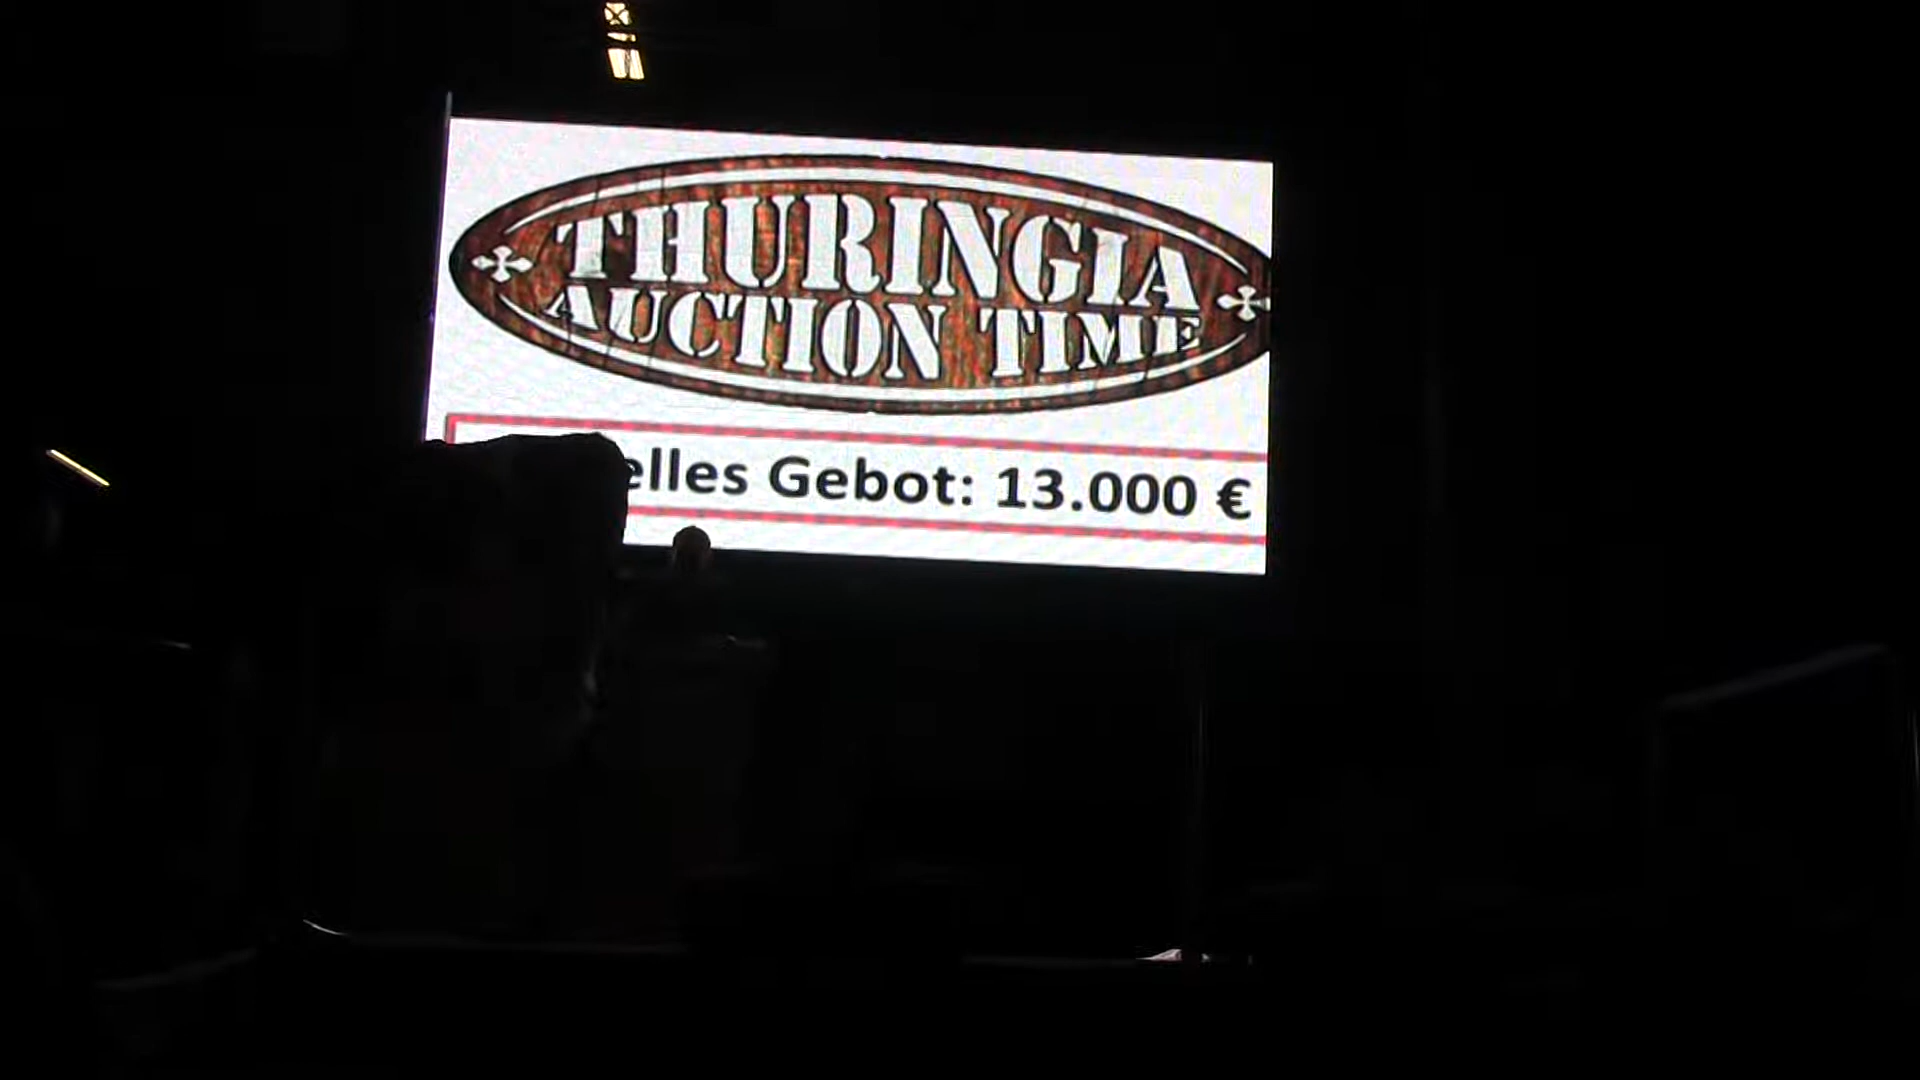 THURINGIA
AUCTION TIME
elles Gebot: 13.000 €